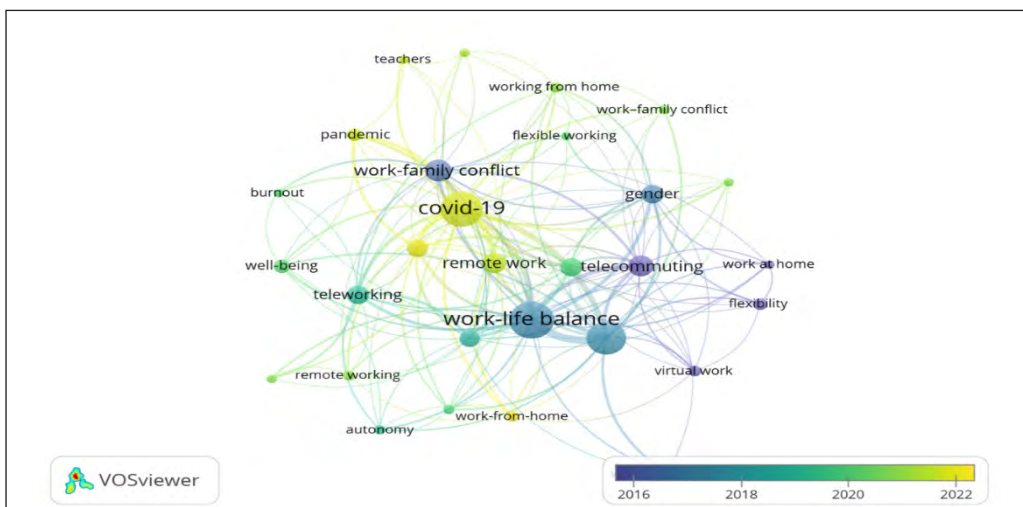 teachers
working from home
work–family conflict
pandemic
flexible working
work-family conflict
burnout
gender
covid-19
well-being
remote work
telecommuting
work at home
teleworking
flexibility
work-life balance
virtual work
remote working
work-from-home
autonomy
VOSviewer
2016 2018 2020 2022